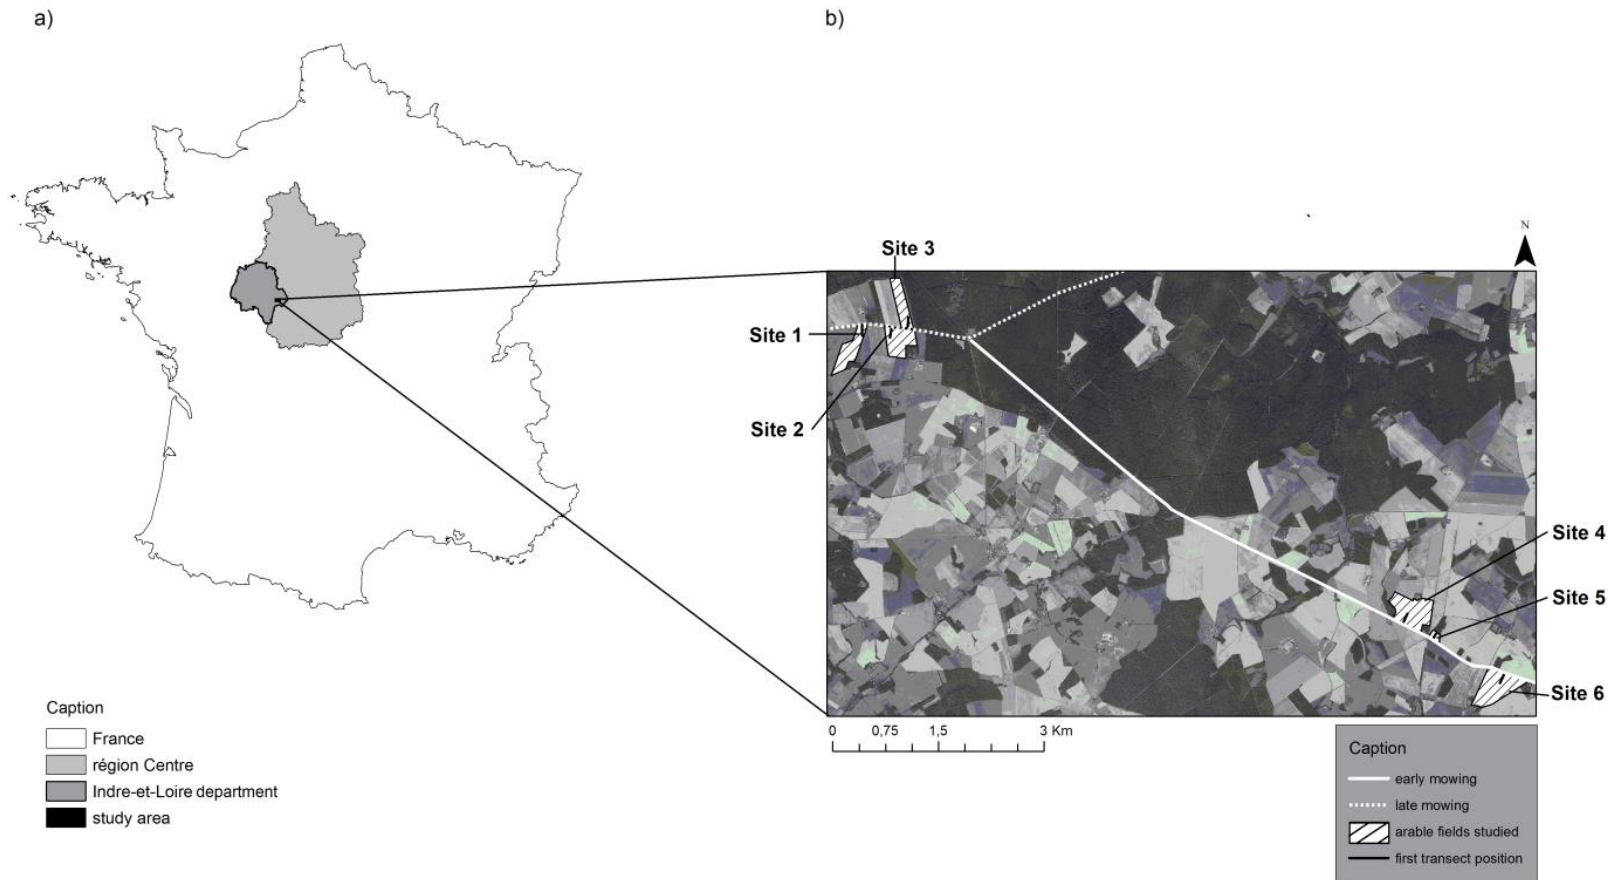 a)
b)
N
Site 3
Site 1
Site 2
Site 4
Site 5
Site 6
0 0,75 1,5 3 Km
Caption
France
région Centre
Indre-et-Loire department
study area
Caption
early mowing
late mowing
arable fields studied
first transect position